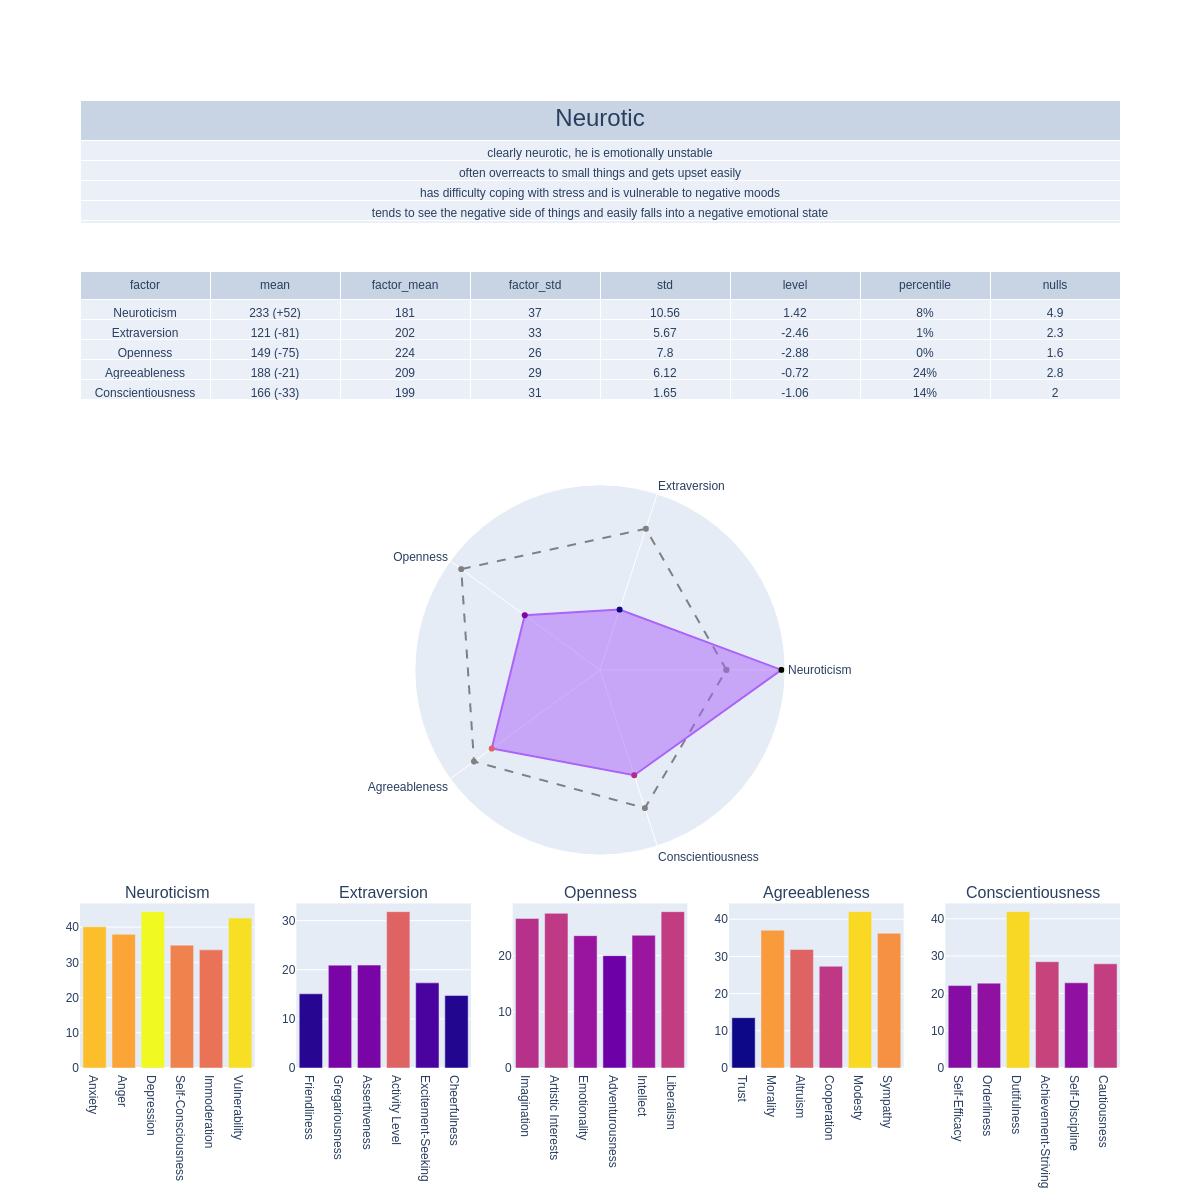 Neurotic
clearly neurotic, he is emotionally unstable
often overreacts to small things and gets upset easily
has difficulty coping with stress and is vulnerable to negative moods
tends to see the negative side of things and easily falls into a negative emotional state
factor mean factor_mean factor_std std level percentile nulls
Neuroticism 233 (+52) 181 37 10.56 1.42 8% 4.9
Extraversion 121 (-81) 202 33 5.67 -2.46 1% 2.3
Openness 149 (-75) 224 26 7.8 -2.88 0% 1.6
Agreeableness 188 (-21) 209 29 6.12 -0.72 24% 2.8
Conscientiousness 166 (-33) 199 31 1.65 -1.06 14% 2
Extraversion
Openness
Neuroticism
Agreeableness
Conscientiousness
Neuroticism
40
30
20
10
0
Anxiety
Anger
Depression
Self-Consciousness
Immoderation
Vulnerability
Extraversion
30
20
10
0
Friendliness
Gregariousness
Assertiveness
Activity Level
Excitement-Seeking
Cheerfulness
Openness
20
10
0
Imagination
Artistic Interests
Emotionality
Adventurousness
Intellect
Liberalism
Agreeableness
40
30
20
10
0
Trust
Morality
Altruism
Cooperation
Modesty
Sympathy
Conscientiousness
40
30
20
10
0
Self-Efficacy
Orderliness
Dutifulness
Achievement-Striving
Self-Discipline
Cautiousness